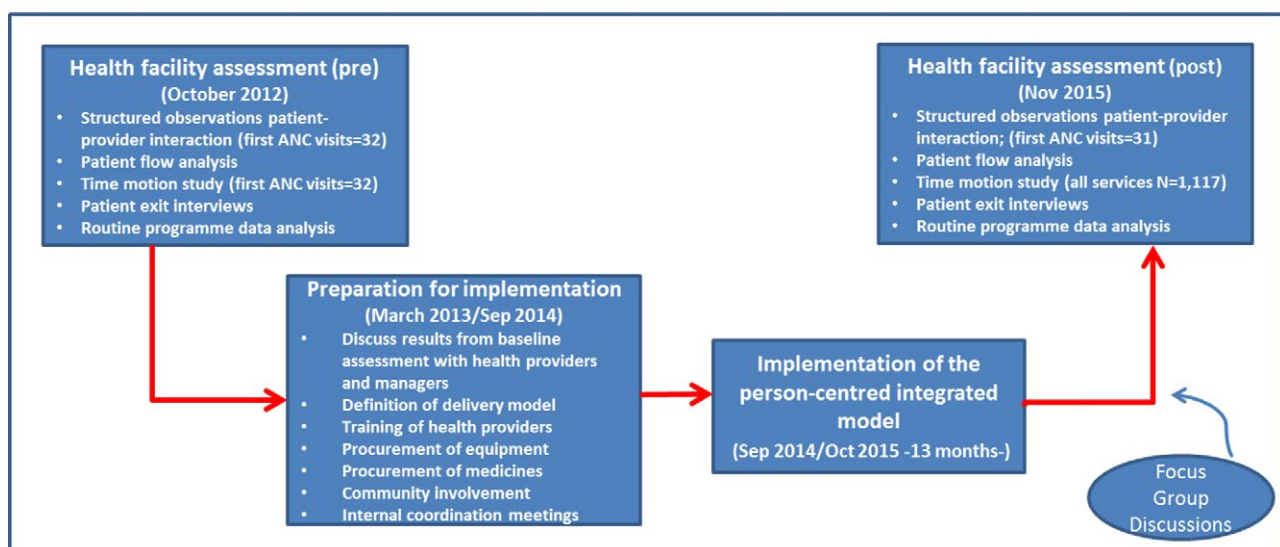 Health facility assessment (pre)
(October 2012)
• Structured observations patient-
provider interaction (first ANC visits=32)
• Patient flow analysis
• Time motion study (first ANC visits=32)
• Patient exit interviews
• Routine programme data analysis
Preparation for implementation
(March 2013/Sep 2014)
• Discuss results from baseline
assessment with health providers
and managers
• Definition of delivery model
• Training of health providers
• Procurement of equipment
• Procurement of medicines
• Community involvement
• Internal coordination meetings
Implementation of the
person-centred integrated
model
(Sep 2014/Oct 2015 -13 months-)
Health facility assessment (post)
(Nov 2015)
• Structured observations patient-provider
interaction; (first ANC visits=31)
• Patient flow analysis
• Time motion study (all services N=1,117)
• Patient exit interviews
• Routine programme data analysis
Focus
Group
Discussions